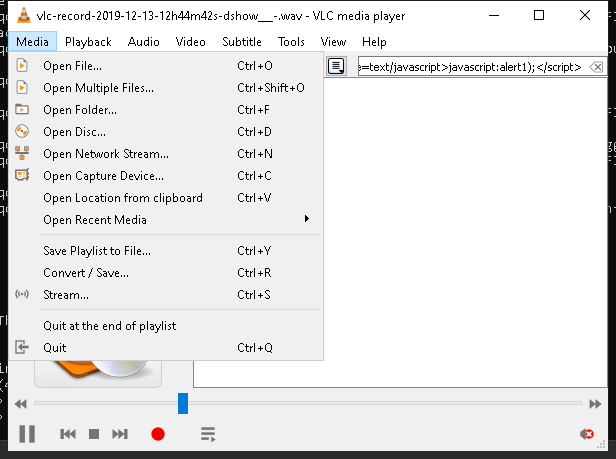 vlc-record-2019-12-13-12h44m42s-dshow___-.wav - VLC media player
Media Playback Audio Video Subtitle Tools View Help
e=text/javascript>javascript:alert1);</script>
Open File... Ctrl+O
Open Multiple Files... Ctrl+Shift+O
Open Folder... Ctrl+F
Open Disc... Ctrl+D
Open Network Stream... Ctrl+N
Open Capture Device... Ctrl+C
Open Location from clipboard Ctrl+V
Open Recent Media
Save Playlist to File... Ctrl+Y
Convert / Save... Ctrl+R
Stream... Ctrl+S
Quit at the end of playlist
Quit Ctrl+Q